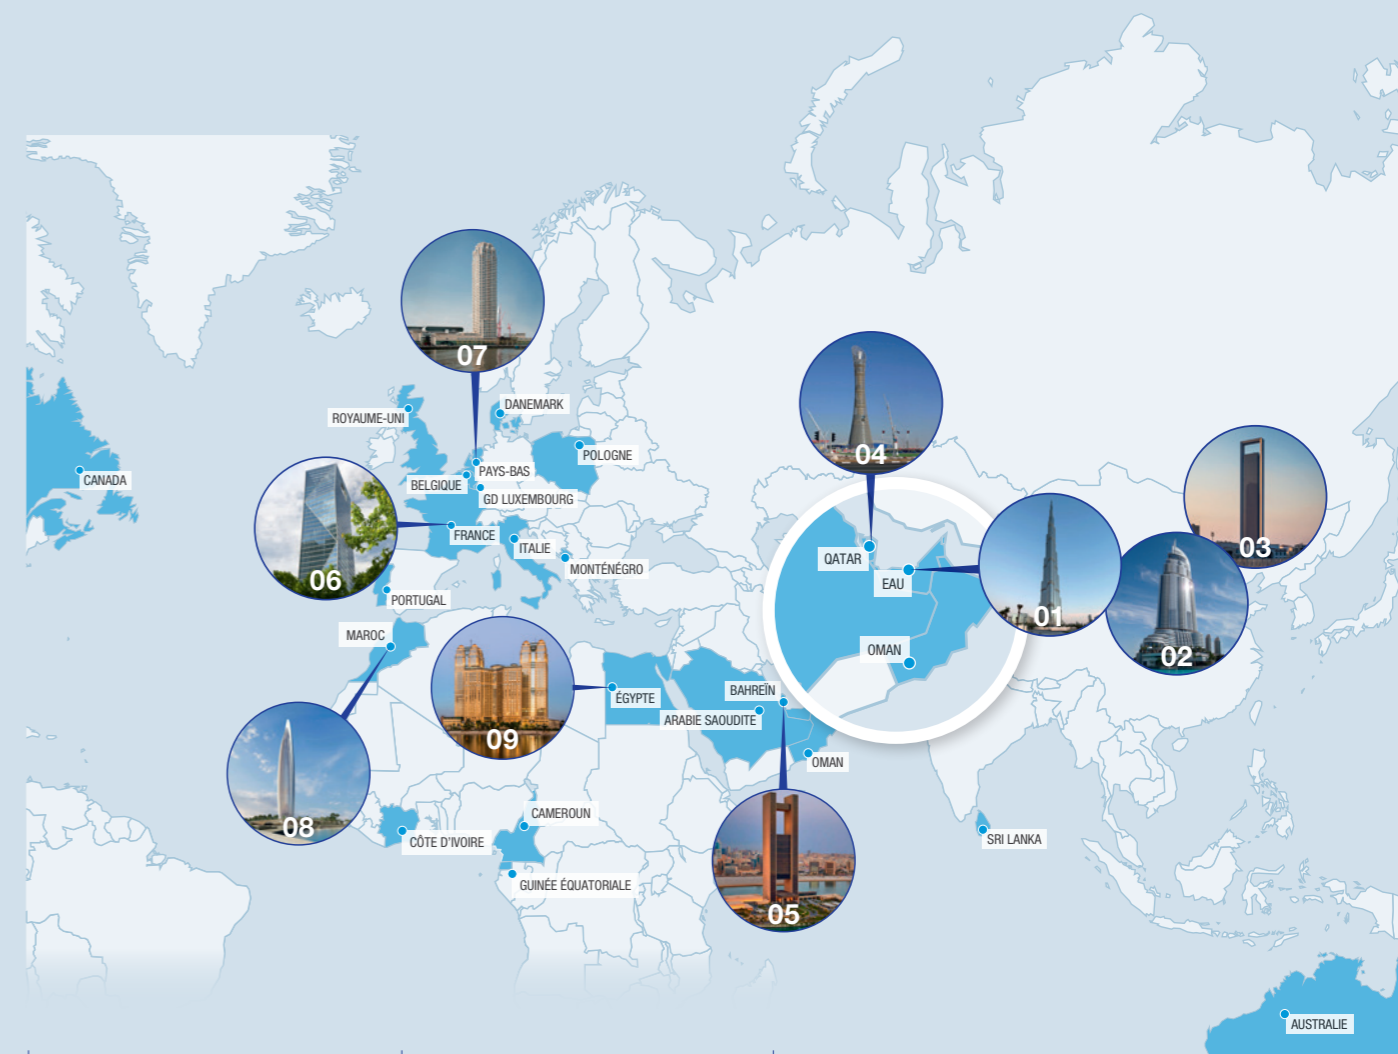 07
DANEMARK
ROYAUME-UNI
04
POLOGNE
PAYS-BAS
CANADA
BELGIQUE
GD LUXEMBOURG
03
FRANCE
ITALIE
QATAR
MONTÉNÉGRO
06
EAU
PORTUGAL
01
MAROC
OMAN
02
BAHREÏN
ÉGYPTE
ARABIE SAOUDITE
09
OMAN
CAMEROUN
08
CÔTE D'IVOIRE
SRI LANKA
GUINÉE ÉQUATORIALE
05
AUSTRALIE